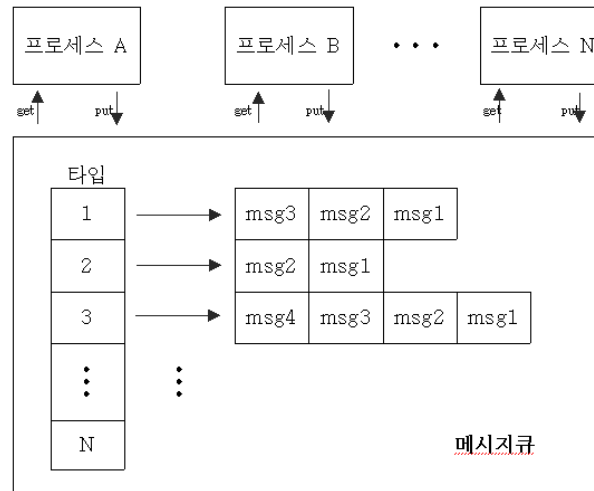 프로세스 A 프로세스 B ••• 프로세스 N
get put get put get put
타입
1 msg3 msg2 msg1
2 msg2 msg1
3 msg4 msg3 msg2 msg1
N
메시지큐